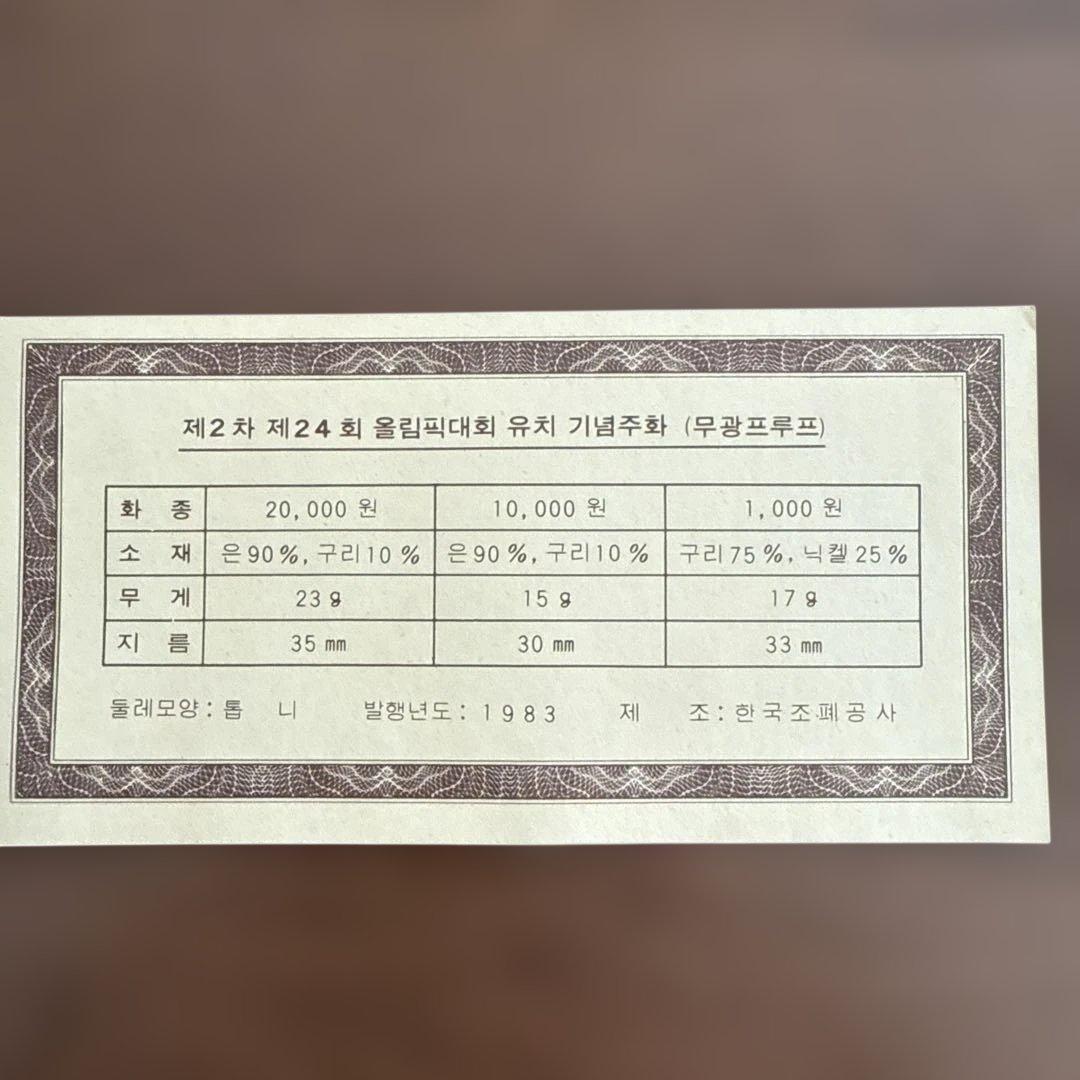 제2차 제24회 올림픽대회 유치 기념주화 (무광프루프)
화 종 20,000 원 10,000 원 1,000 원
소 재 은90%, 구리10% 은90%, 구리10% 구리75%, 닉켈25%
무 게 23g 15g 17g
지 름 35㎜ 30㎜ 33㎜
둘레모양: 톱 니 발행년도: 1983 제 조: 한국조폐공사